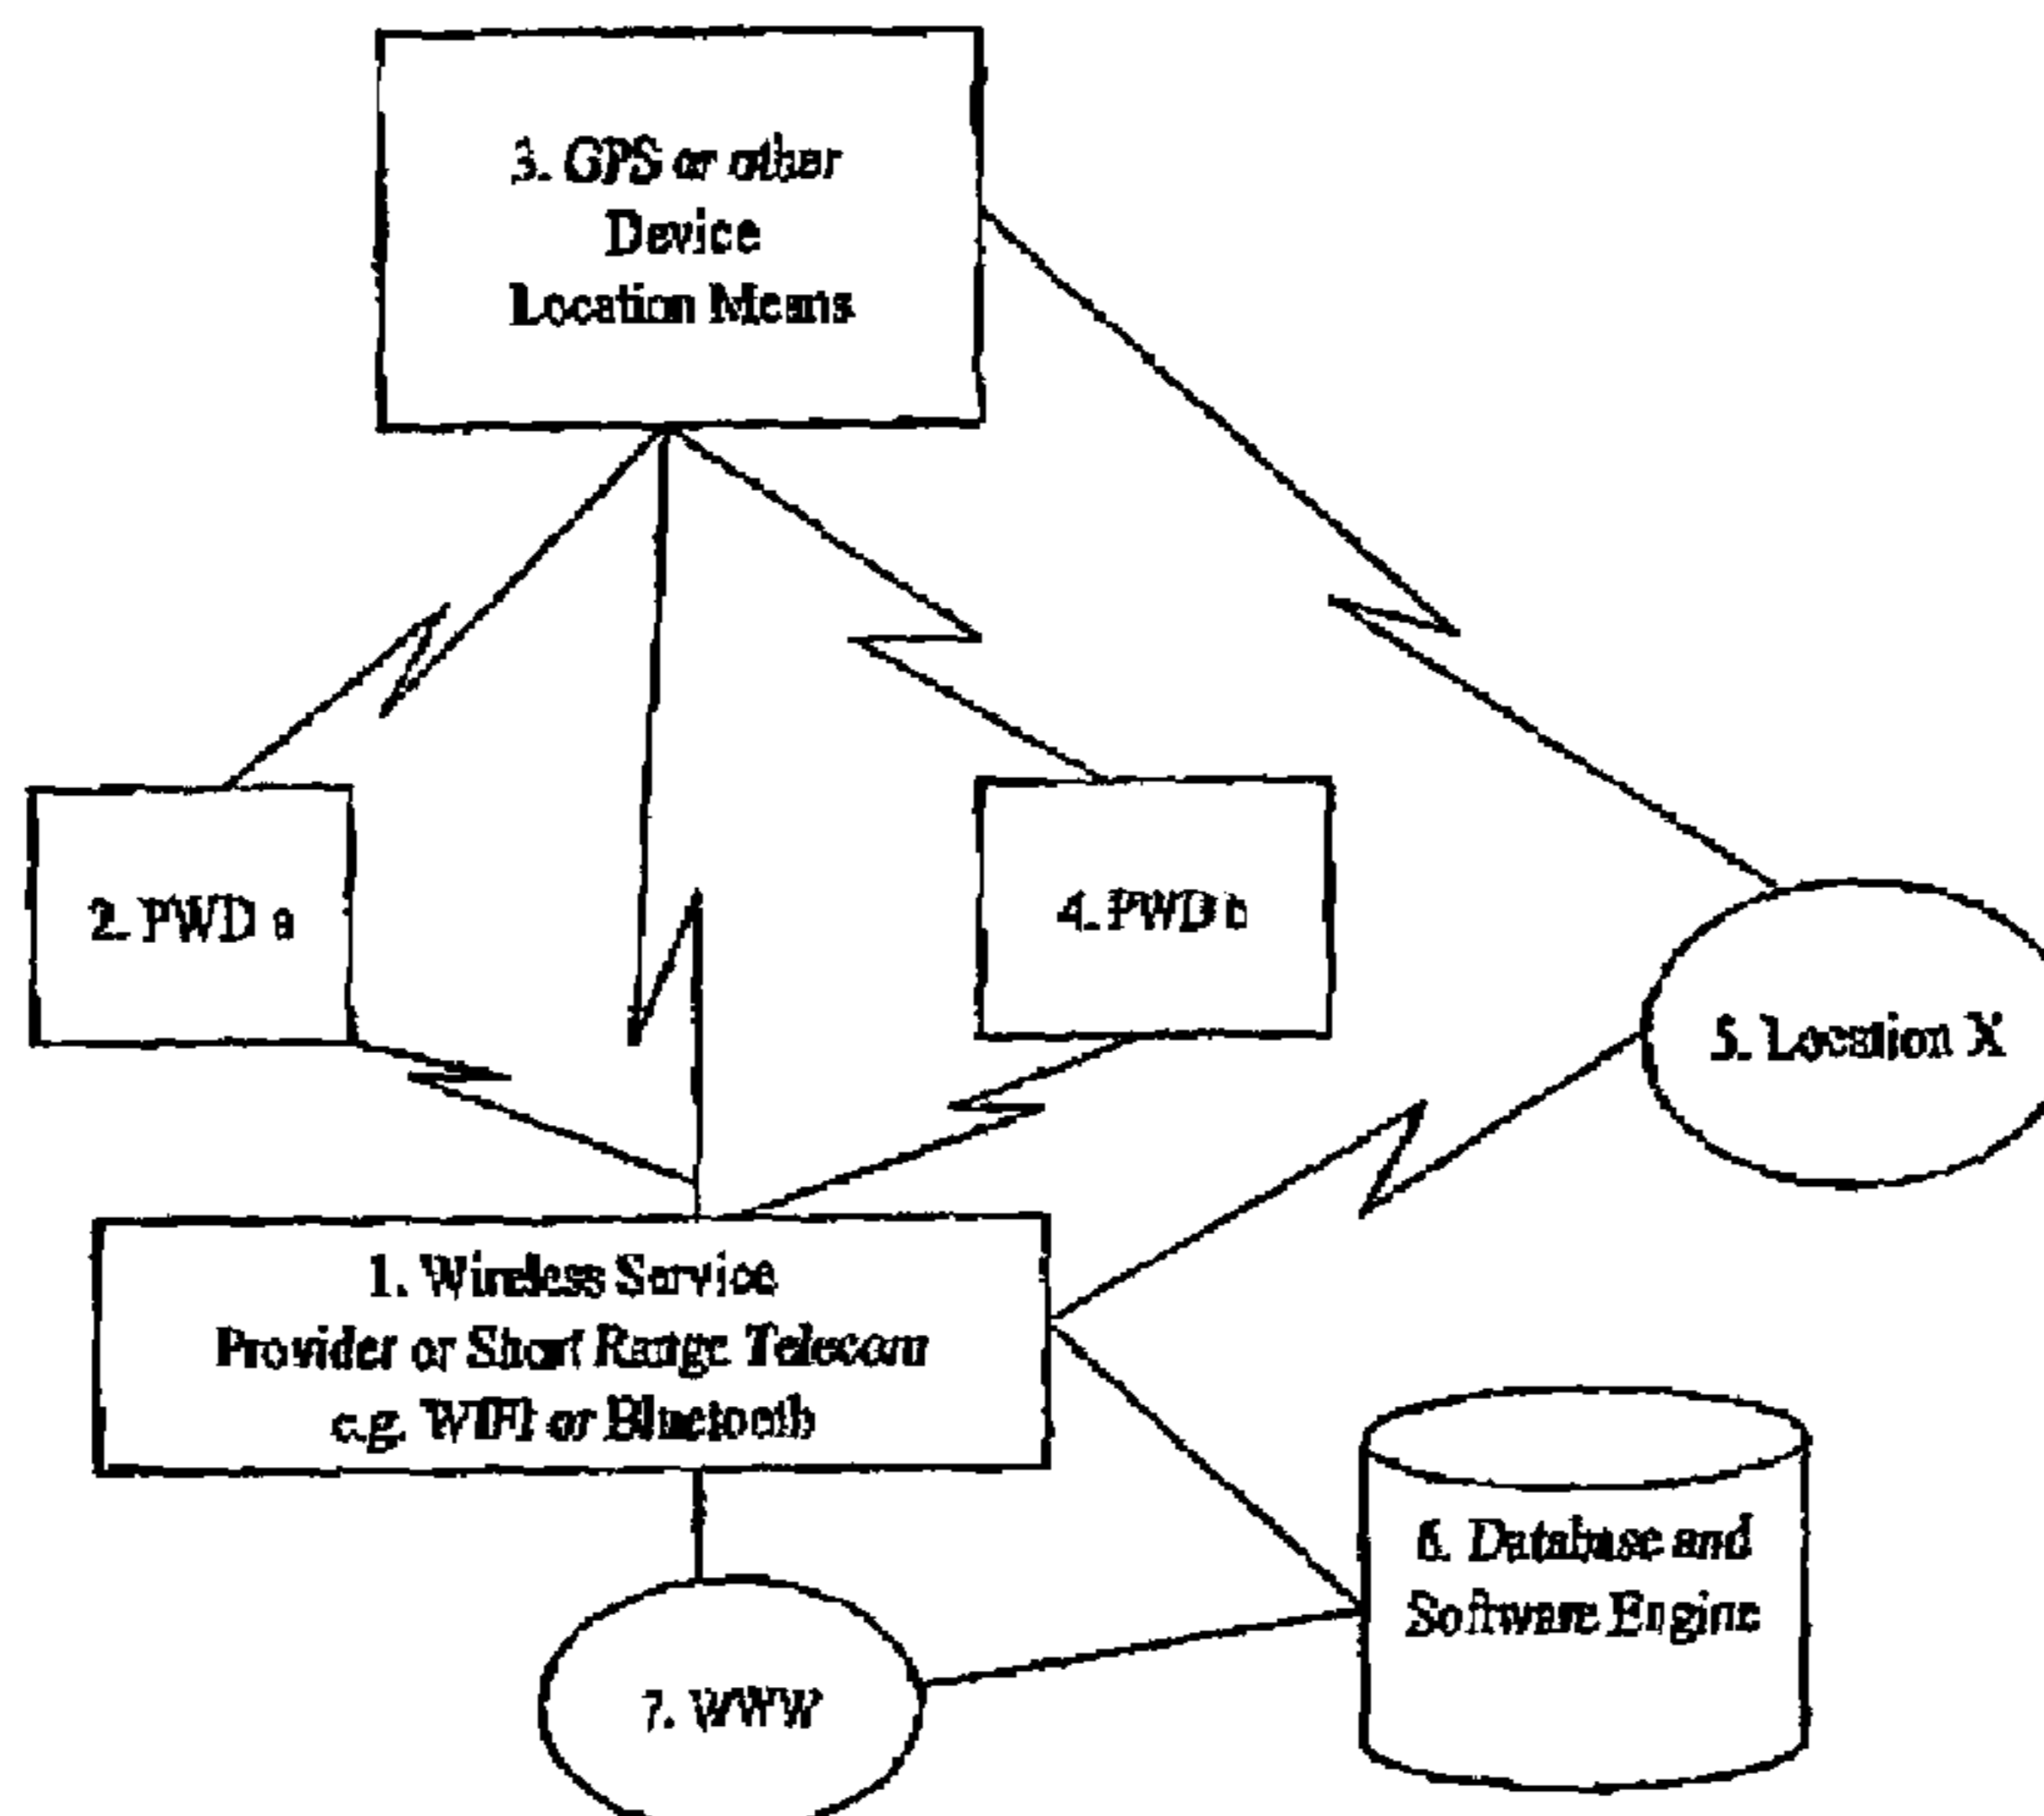 3. GPS or other
Device
Location Means
2. PWD a
4. PWD b
5. Location X
1. Wireless Service
Provider or Short Range Telecom
e.g. WIFI or Bluetooth
6. Database and
Software Engine
7. WWW